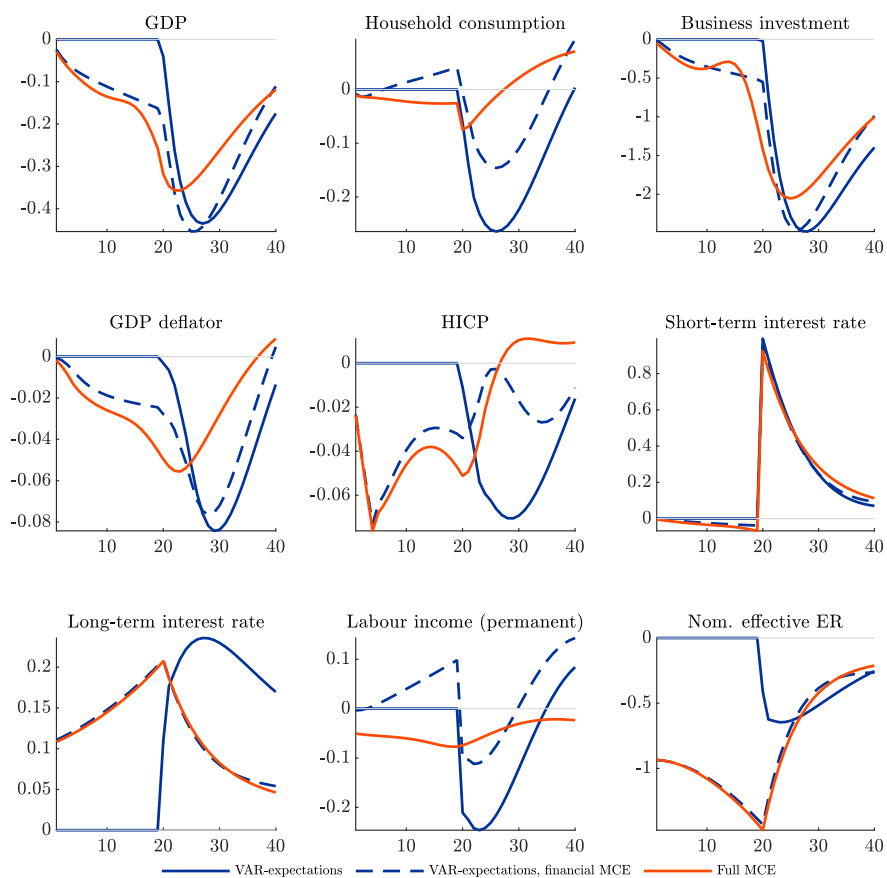 GDP
Household consumption
Business investment
0
-0.1
-0.2
-0.3
-0.4
10 20 30 40
0
-0.1
-0.2
10 20 30 40
0
-0.5
-1
-1.5
-2
10 20 30 40
GDP deflator
HICP
Short-term interest rate
0
-0.02
-0.04
-0.06
-0.08
10 20 30 40
0
-0.02
-0.04
-0.06
10 20 30 40
0.8
0.6
0.4
0.2
0
10 20 30 40
Long-term interest rate
Labour income (permanent)
Nom. effective ER
0.2
0.15
0.1
0.05
0
10 20 30 40
0.1
0
-0.1
-0.2
10 20 30 40
0
-0.5
-1
10 20 30 40
VAR-expectations
VAR-expectations, financial MCE
Full MCE